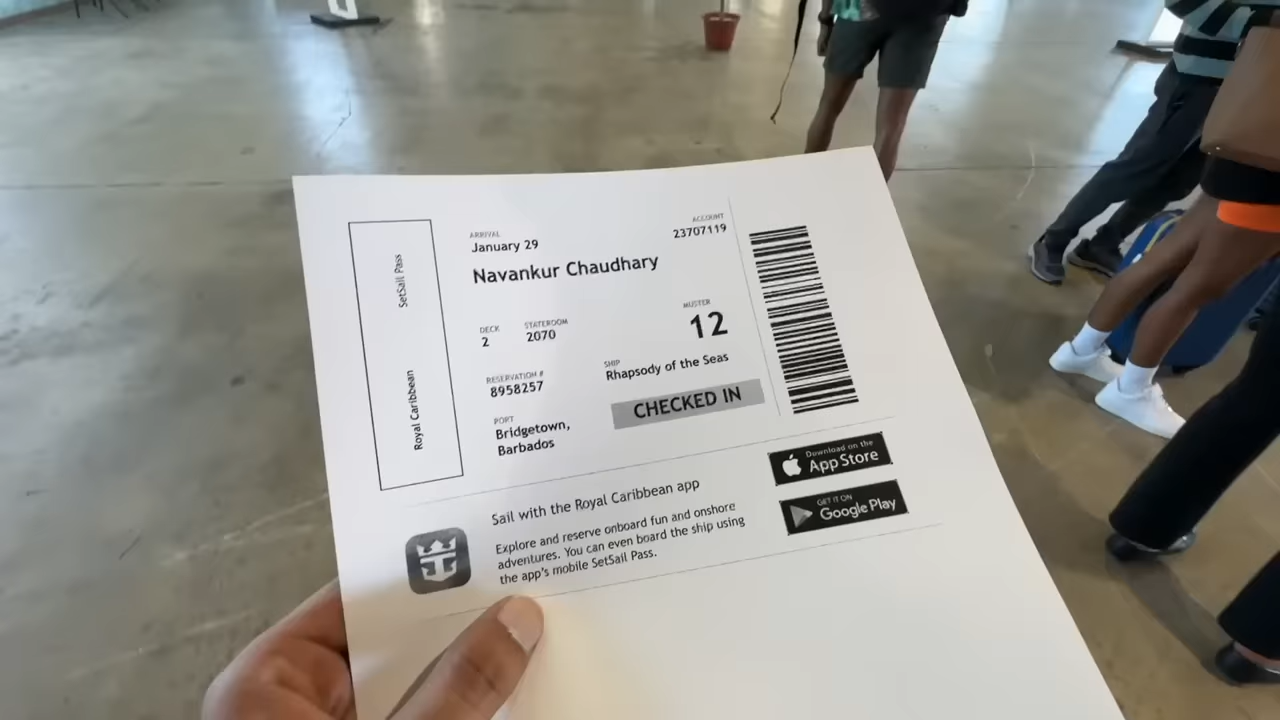 SetSail Pass
Royal Caribbean
ARRIVAL
January 29
ACCOUNT
23707119
Navankur Chaudhary
DECK
2
STATEROOM
2070
MUSTER
12
RESERVATION #
8958257
SHIP
Rhapsody of the Seas
CHECKED IN
PORT
Bridgetown,
Barbados
Sail with the Royal Caribbean app
Explore and reserve onboard fun and onshore
adventures. You can even board the ship using
the app's mobile SetSail Pass.
Download on the
App Store
GET IT ON
Google Play